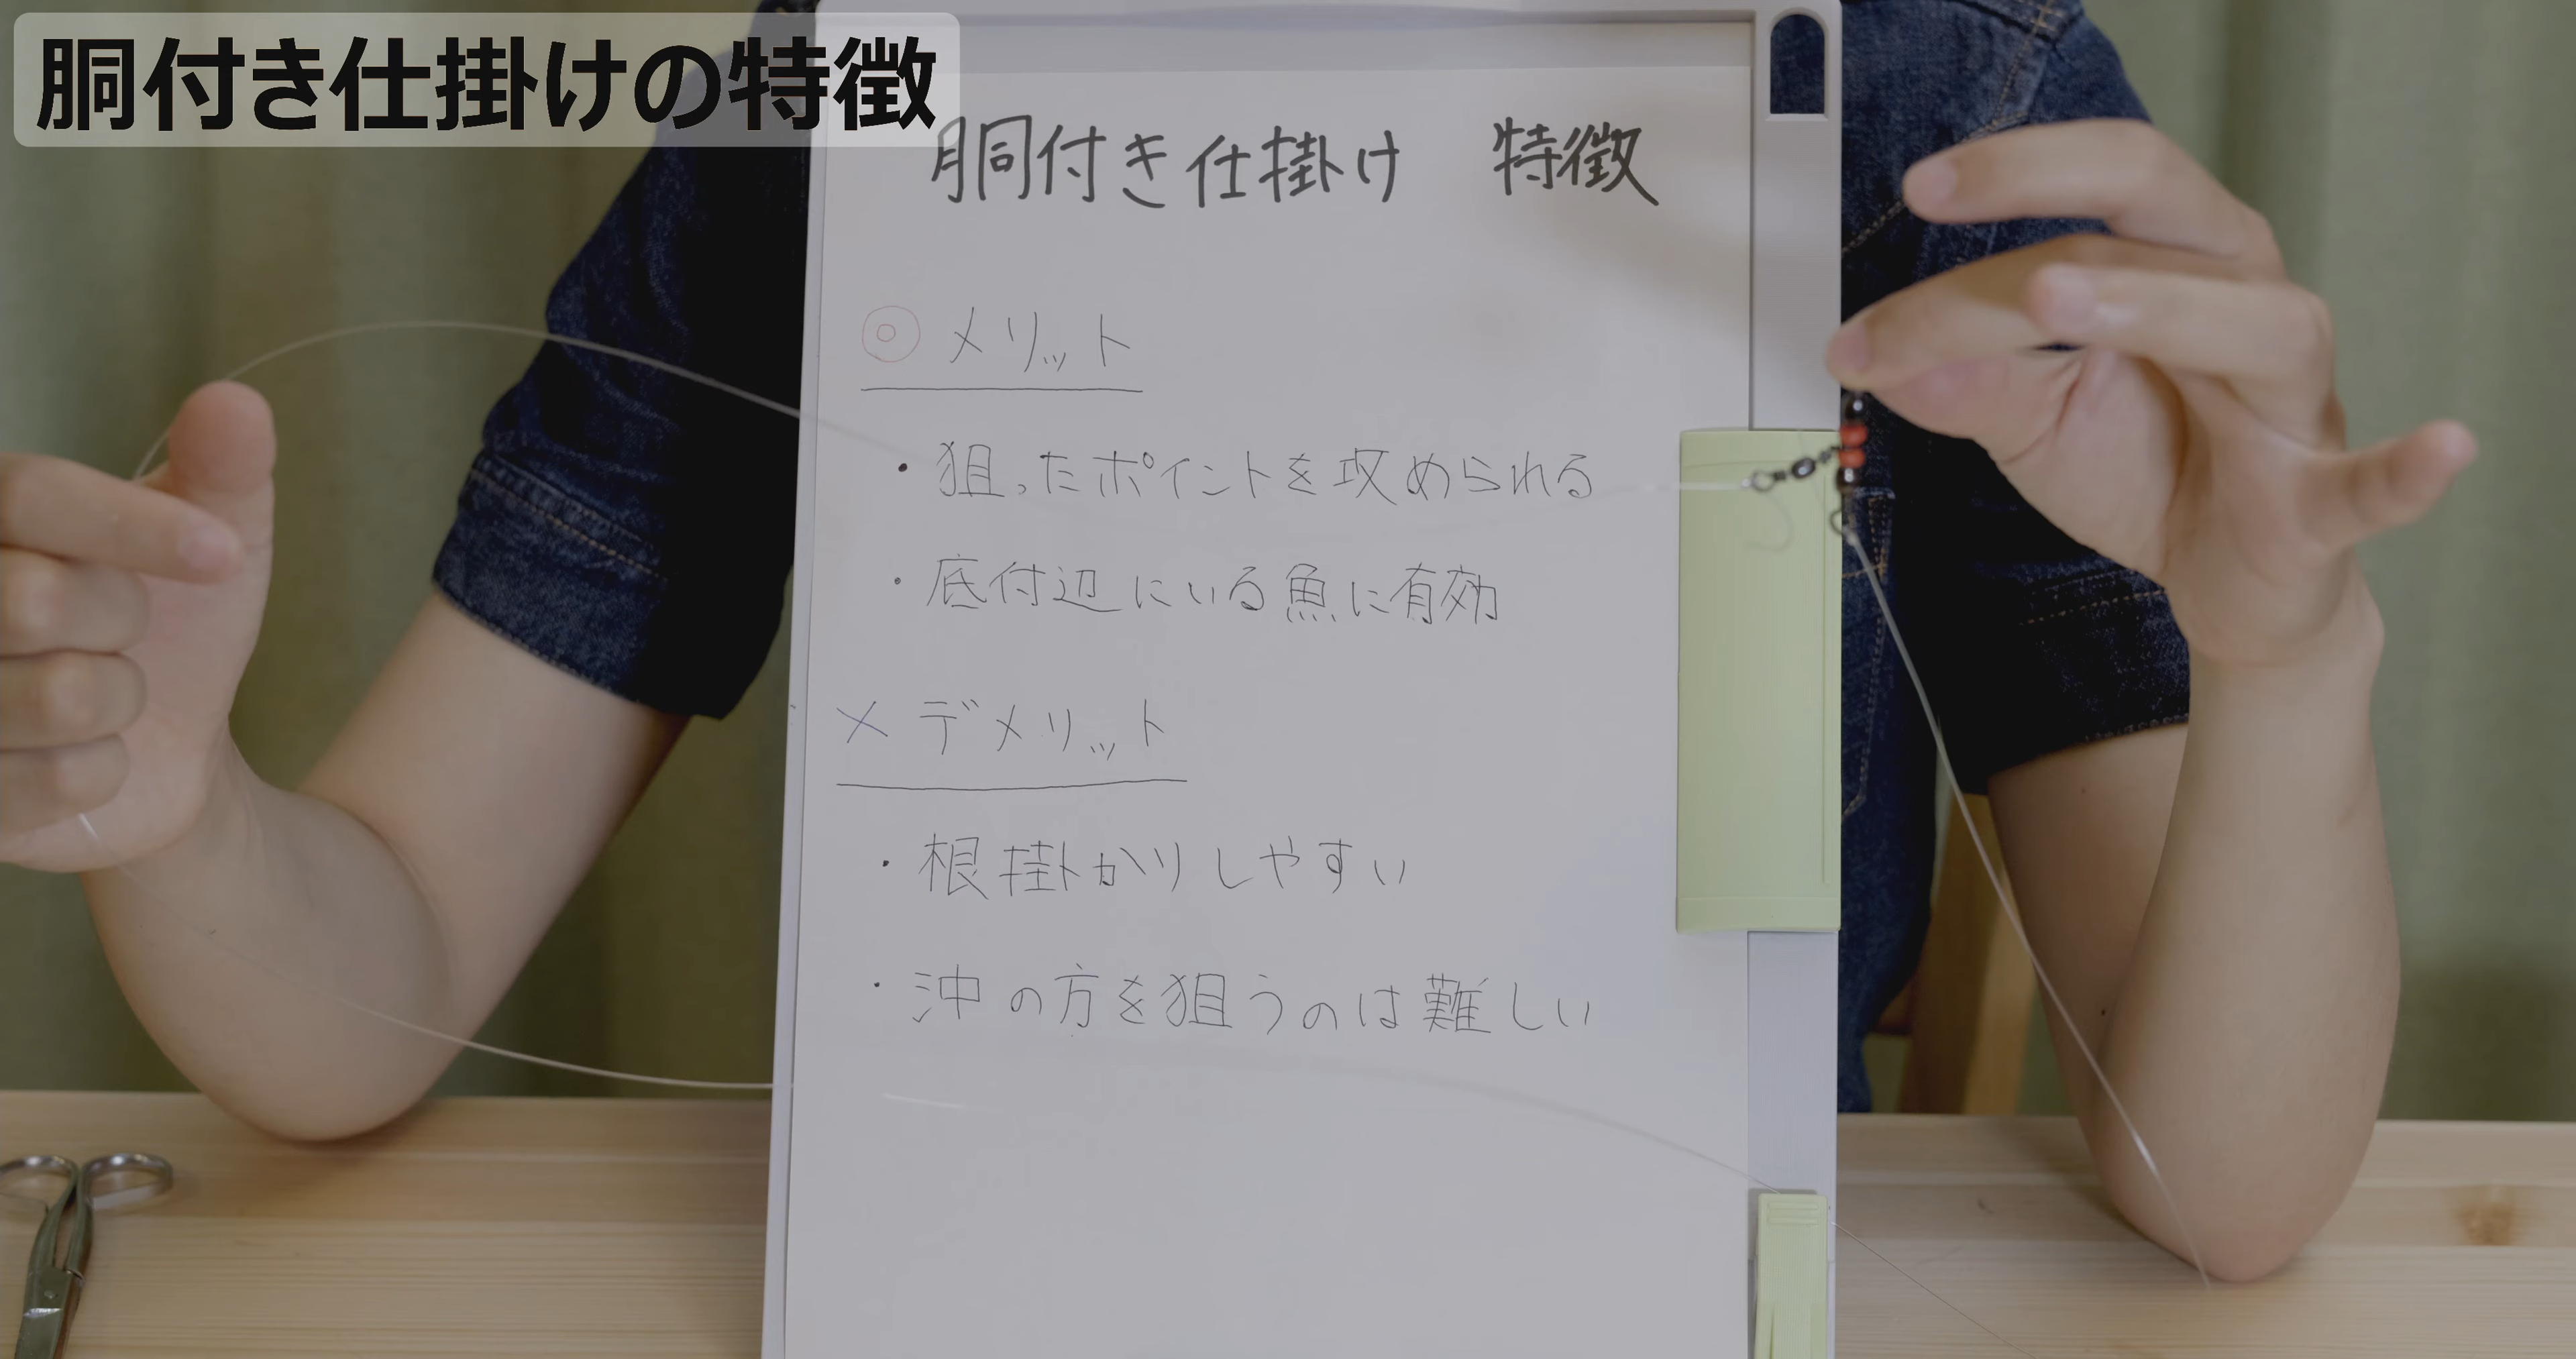 胴付き仕掛けの特徴
胴付き仕掛け 特徴
◎ メリット
・狙ったポイントを攻められる
・底付辺にいる魚に有効
× デメリット
・根掛かりしやすい
・沖の方を狙うのは難しい